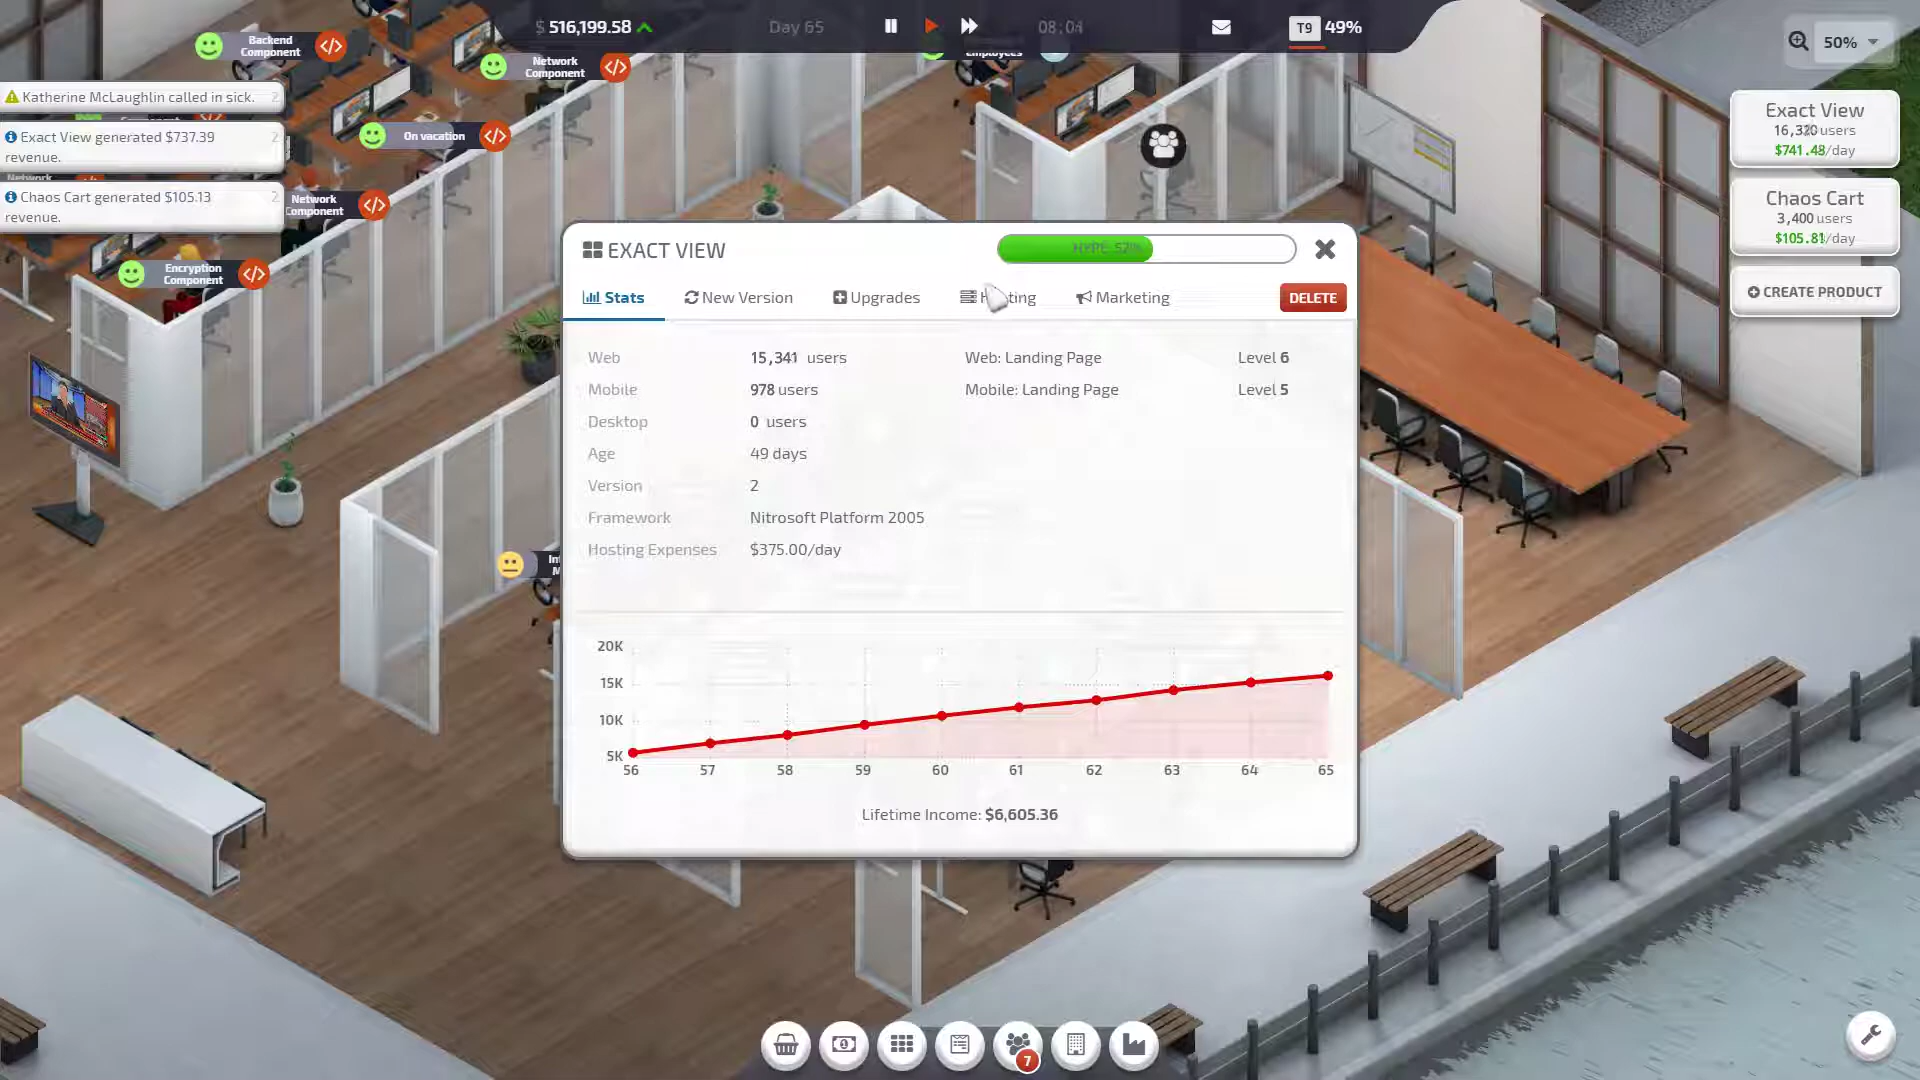 $ 516,199.58
Day 65
08:04
T9 49%
50%
Backend
Component
Network
Component
On vacation
Network
Component
Encryption
Component
Katherine McLaughlin called in sick.
Exact View generated $737.39
revenue.
Chaos Cart generated $105.13
revenue.
Exact View
16,320 users
$741.48/day
Chaos Cart
3,400 users
$105.81/day
CREATE PRODUCT
EXACT VIEW
HYPE: 52%
Stats
New Version
Upgrades
Marketing
DELETE
Web 15,341 users Web: Landing Page Level 6
Mobile 978 users Mobile: Landing Page Level 5
Desktop 0 users
Age 49 days
Version 2
Framework Nitrosoft Platform 2005
Hosting Expenses $375.00/day
20K
15K
10K
5K
56 57 58 59 60 61 62 63 64 65
Lifetime Income: $6,605.36
7